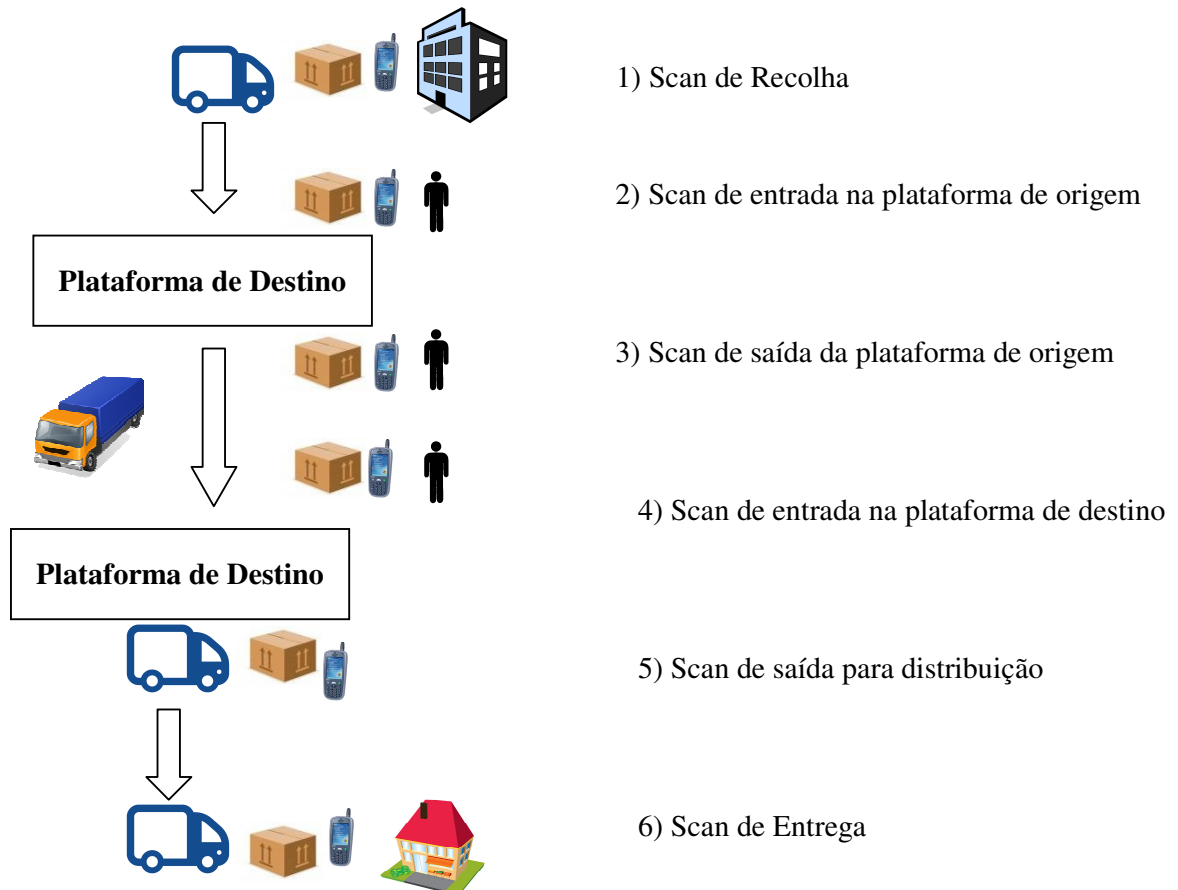 1) Scan de Recolha
2) Scan de entrada na plataforma de origem
Plataforma de Destino
3) Scan de saída da plataforma de origem
4) Scan de entrada na plataforma de destino
Plataforma de Destino
5) Scan de saída para distribuição
6) Scan de Entrega